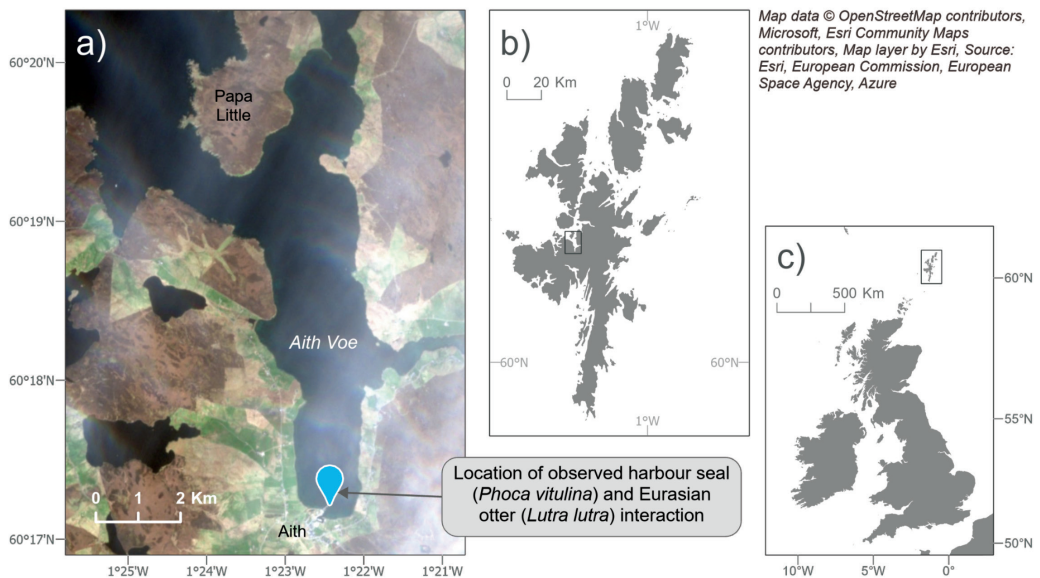 a)
Papa
Little
Aith Voe
Aith
0 1 2 Km
60°20'N
60°19'N
60°18'N
60°17'N
1°25'W 1°24'W 1°23'W 1°22'W 1°21'W
Location of observed harbour seal
(Phoca vitulina) and Eurasian
otter (Lutra lutra) interaction
b)
1°W
0 20 Km
60°N 60°N
1°W
Map data © OpenStreetMap contributors,
Microsoft, Esri Community Maps
contributors, Map layer by Esri, Source:
Esri, European Commission, European
Space Agency, Azure
c)
0 500 Km
60°N
55°N
50°N
10°W 5°W 0°